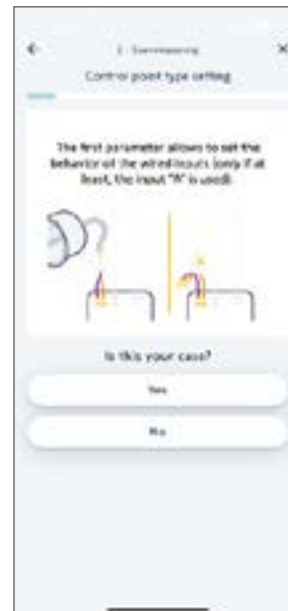 Control point type setting
The first parameter allows to set the
behavior of the wired inputs (only if at
least, the input "A" is used).
Is this your case?
Yes
No